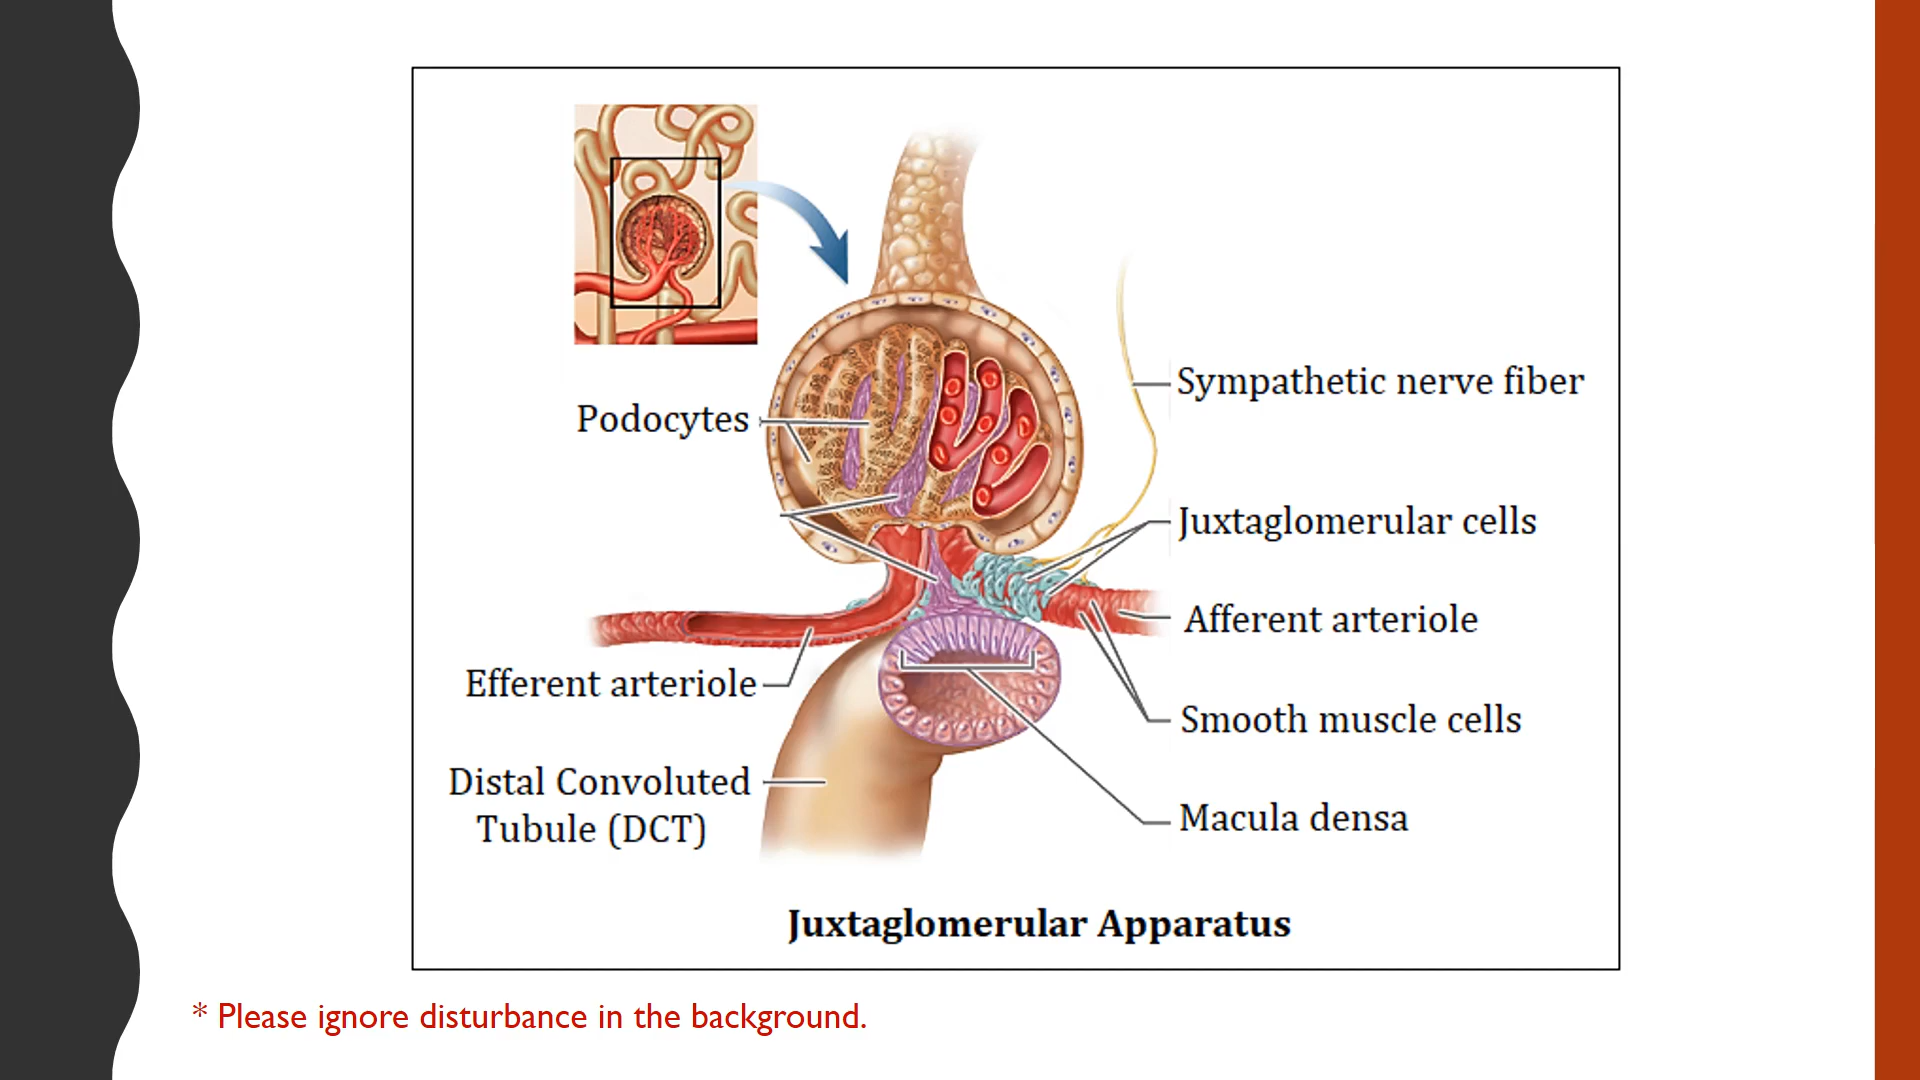 Podocytes
Sympathetic nerve fiber
Juxtaglomerular cells
Afferent arteriole
Efferent arteriole
Smooth muscle cells
Distal Convoluted
Tubule (DCT)
Macula densa
Juxtaglomerular Apparatus
* Please ignore disturbance in the background.